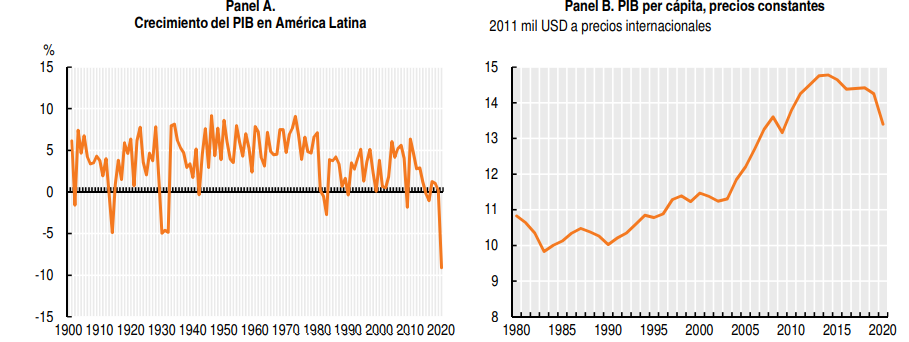 Panel A.
Crecimiento del PIB en América Latina
%
15
10
5
0
-5
-10
-15
1900 1910 1920 1930 1940 1950 1960 1970 1980 1990 2000 2010 2020
Panel B. PIB per cápita, precios constantes
2011 mil USD a precios internacionales
15
14
13
12
11
10
9
8
1980 1985 1990 1995 2000 2005 2010 2015 2020